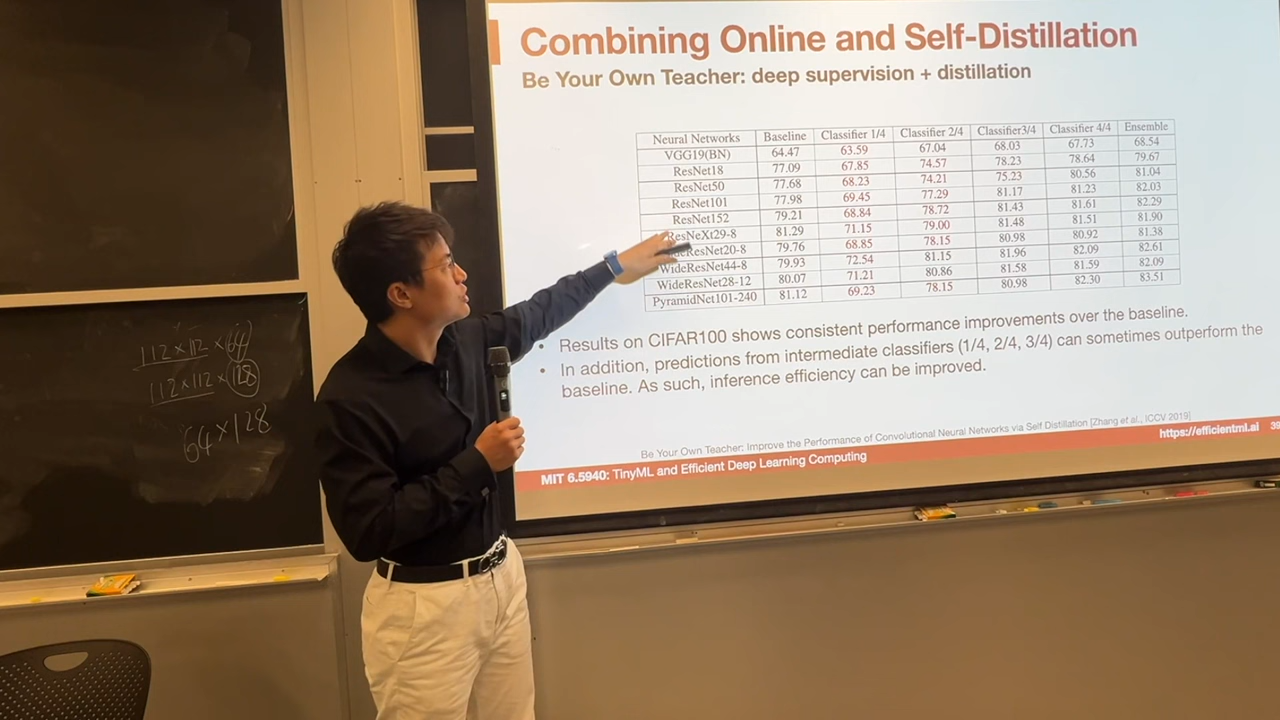 112×112×64
112×112×128
64×128
Combining Online and Self-Distillation
Be Your Own Teacher: deep supervision + distillation
Neural Networks Baseline Classifier 1/4 Classifier 2/4 Classifier3/4 Classifier 4/4 Ensemble
VGG19(BN) 64.47 63.59 67.04 68.03 67.73 68.54
ResNet18 77.09 67.85 74.57 78.23 78.64 79.67
ResNet50 77.68 68.23 74.21 75.23 80.56 81.04
ResNet101 77.98 69.45 77.29 81.17 81.23 82.03
ResNet152 79.21 68.84 78.72 81.43 81.61 82.29
ResNeXt29-8 81.29 71.15 79.00 81.48 81.51 81.90
ideResNet20-8 79.76 68.85 78.15 80.98 80.92 81.38
WideResNet44-8 79.93 72.54 81.15 81.96 82.09 82.61
WideResNet28-12 80.07 71.21 80.86 81.58 81.59 82.09
PyramidNet101-240 81.12 69.23 78.15 80.98 82.30 83.51
• Results on CIFAR100 shows consistent performance improvements over the baseline.
• In addition, predictions from intermediate classifiers (1/4, 2/4, 3/4) can sometimes outperform the
baseline. As such, inference efficiency can be improved.
Be Your Own Teacher: Improve the Performance of Convolutional Neural Networks via Self Distillation [Zhang et al., ICCV 2019]
MIT 6.5940: TinyML and Efficient Deep Learning Computing
https://efficientml.ai 39